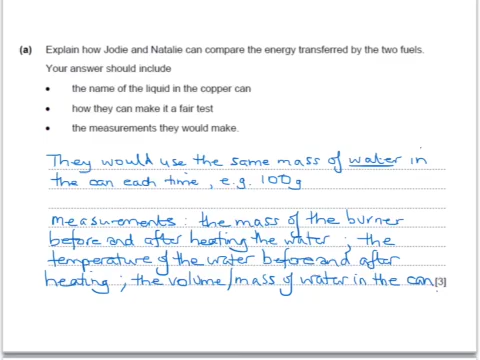 (a) Explain how Jodie and Natalie can compare the energy transferred by the two fuels.
Your answer should include
• the name of the liquid in the copper can
• how they can make it a fair test
• the measurements they would make.
They would use the same mass of water in
the can each time, e.g. 100g
measurements: the mass of the burner
before and after heating the water; the
temperature of the water before and after
heating; the volume/mass of water in the can. [3]